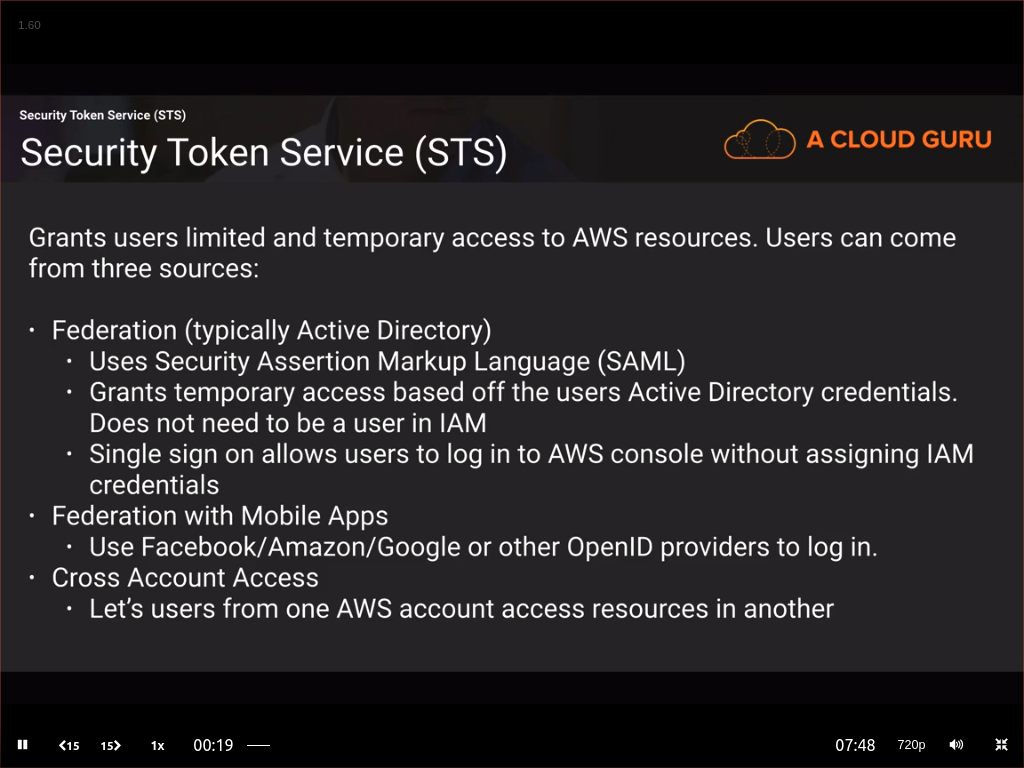 1.60
Security Token Service (STS)
Security Token Service (STS)
A CLOUD GURU
Grants users limited and temporary access to AWS resources. Users can come
from three sources:
· Federation (typically Active Directory)
· Uses Security Assertion Markup Language (SAML)
· Grants temporary access based off the users Active Directory credentials.
Does not need to be a user in IAM
· Single sign on allows users to log in to AWS console without assigning IAM
credentials
· Federation with Mobile Apps
· Use Facebook/Amazon/Google or other OpenID providers to log in.
· Cross Account Access
· Let’s users from one AWS account access resources in another
15
15
1x
00:19
07:48
720p